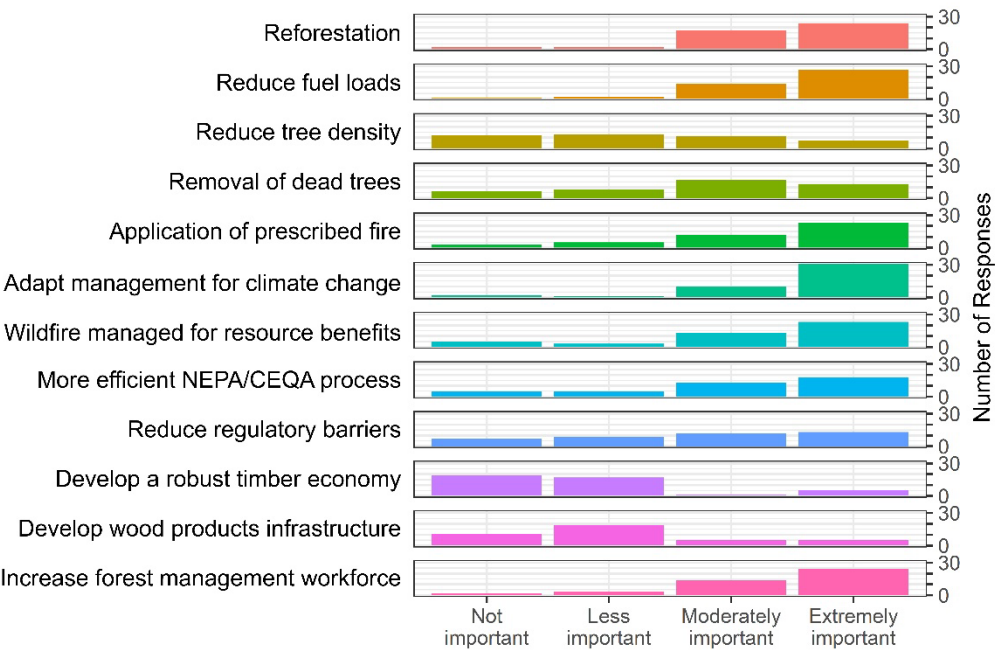 Reforestation
30
0
Reduce fuel loads
30
0
Reduce tree density
30
0
Removal of dead trees
30
0
Application of prescribed fire
30
0
Adapt management for climate change
30
0
Wildfire managed for resource benefits
30
0
More efficient NEPA/CEQA process
30
0
Reduce regulatory barriers
30
0
Develop a robust timber economy
30
0
Develop wood products infrastructure
30
0
Increase forest management workforce
30
0
Number of Responses
Not
important
Less
important
Moderately
important
Extremely
important